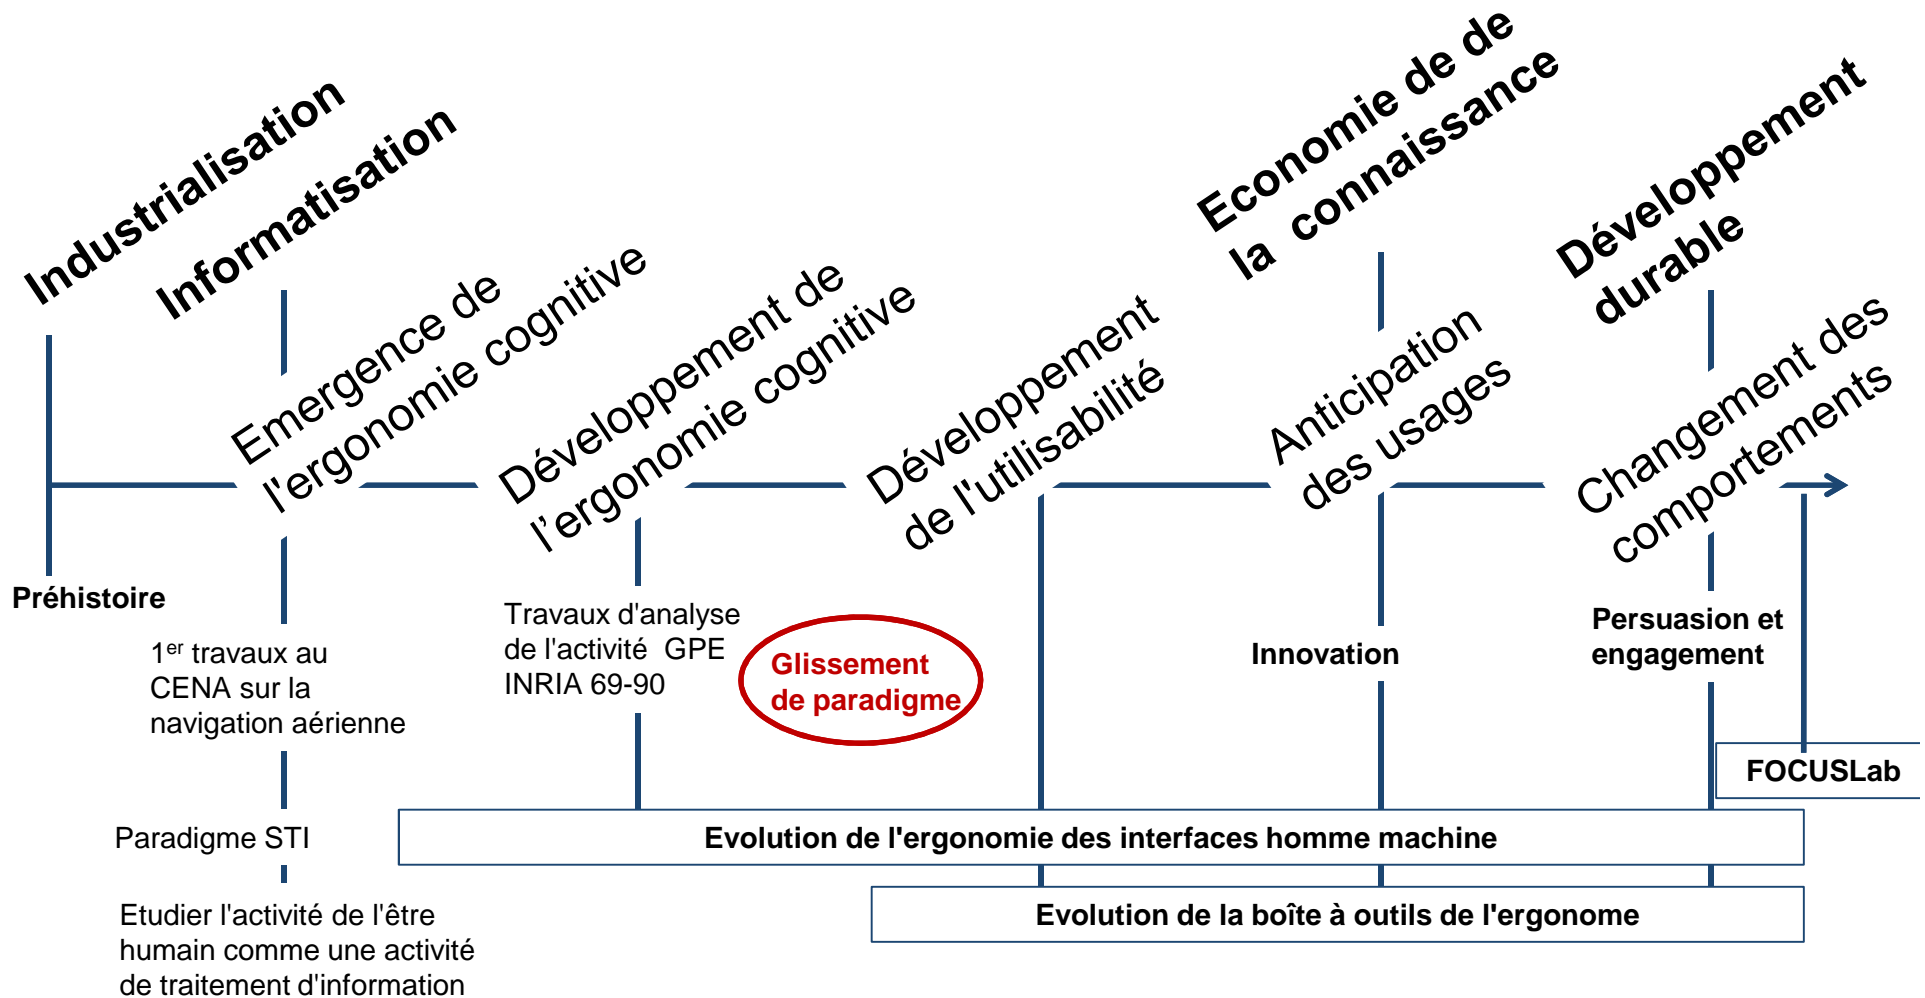 Industrialisation
Informatisation
Economie de de
la connaissance
Développement
durable
Emergence de
l'ergonomie cognitive
Développement de
l’ergonomie cognitive
Développement
de l'utilisabilité
Anticipation
des usages
Changement des
comportements
Préhistoire
1er travaux au
CENA sur la
navigation aérienne
Travaux d'analyse
de l'activité GPE
INRIA 69-90
Glissement
de paradigme
Innovation
Persuasion et
engagement
FOCUSLab
Paradigme STI
Evolution de l'ergonomie des interfaces homme machine
Evolution de la boîte à outils de l'ergonome
Etudier l'activité de l'être
humain comme une activité
de traitement d'information